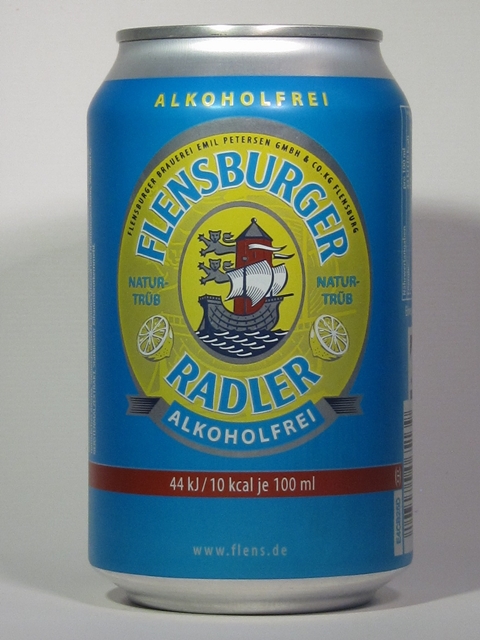 ALKOHOLFREI
FLENSBURGER BRAUEREI EMIL PETERSEN GMBH & CO. KG FLENSBURG
FLENSBURGER
NATUR-
TRÜB
NATUR-
TRÜB
RADLER
ALKOHOLFREI
44 kJ / 10 kcal je 100 ml
www.flens.de